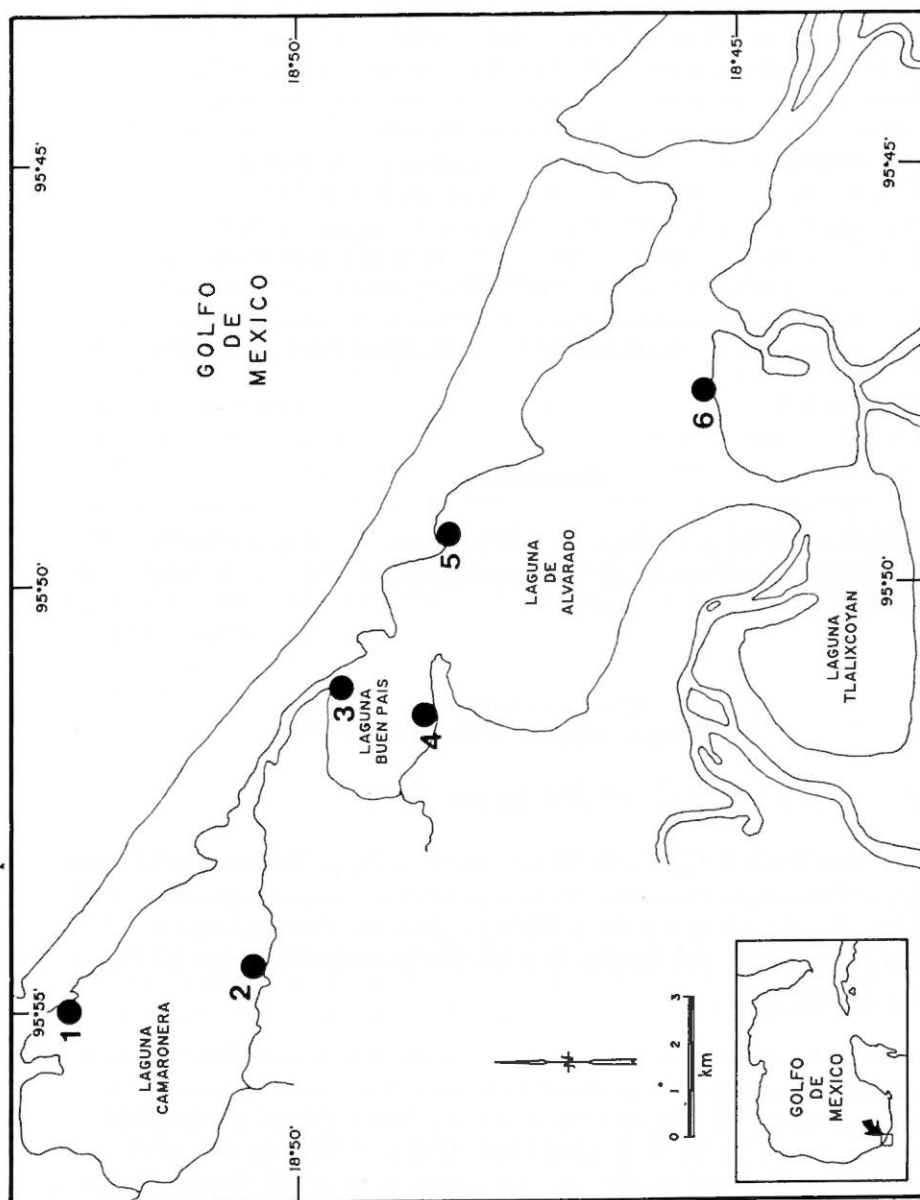 95°55'
95°50'
95°45'
18°50'
18°45'
GOLFO
DE
MEXICO
1
LAGUNA
CAMARONERA
2
3
LAGUNA
BUEN PAIS
4
5
LAGUNA
DE
ALVARADO
6
LAGUNA
TLALIXCOYAN
18°50'
95°55'
95°50'
95°45'
0 1 2 3
km
GOLFO
DE
MEXICO